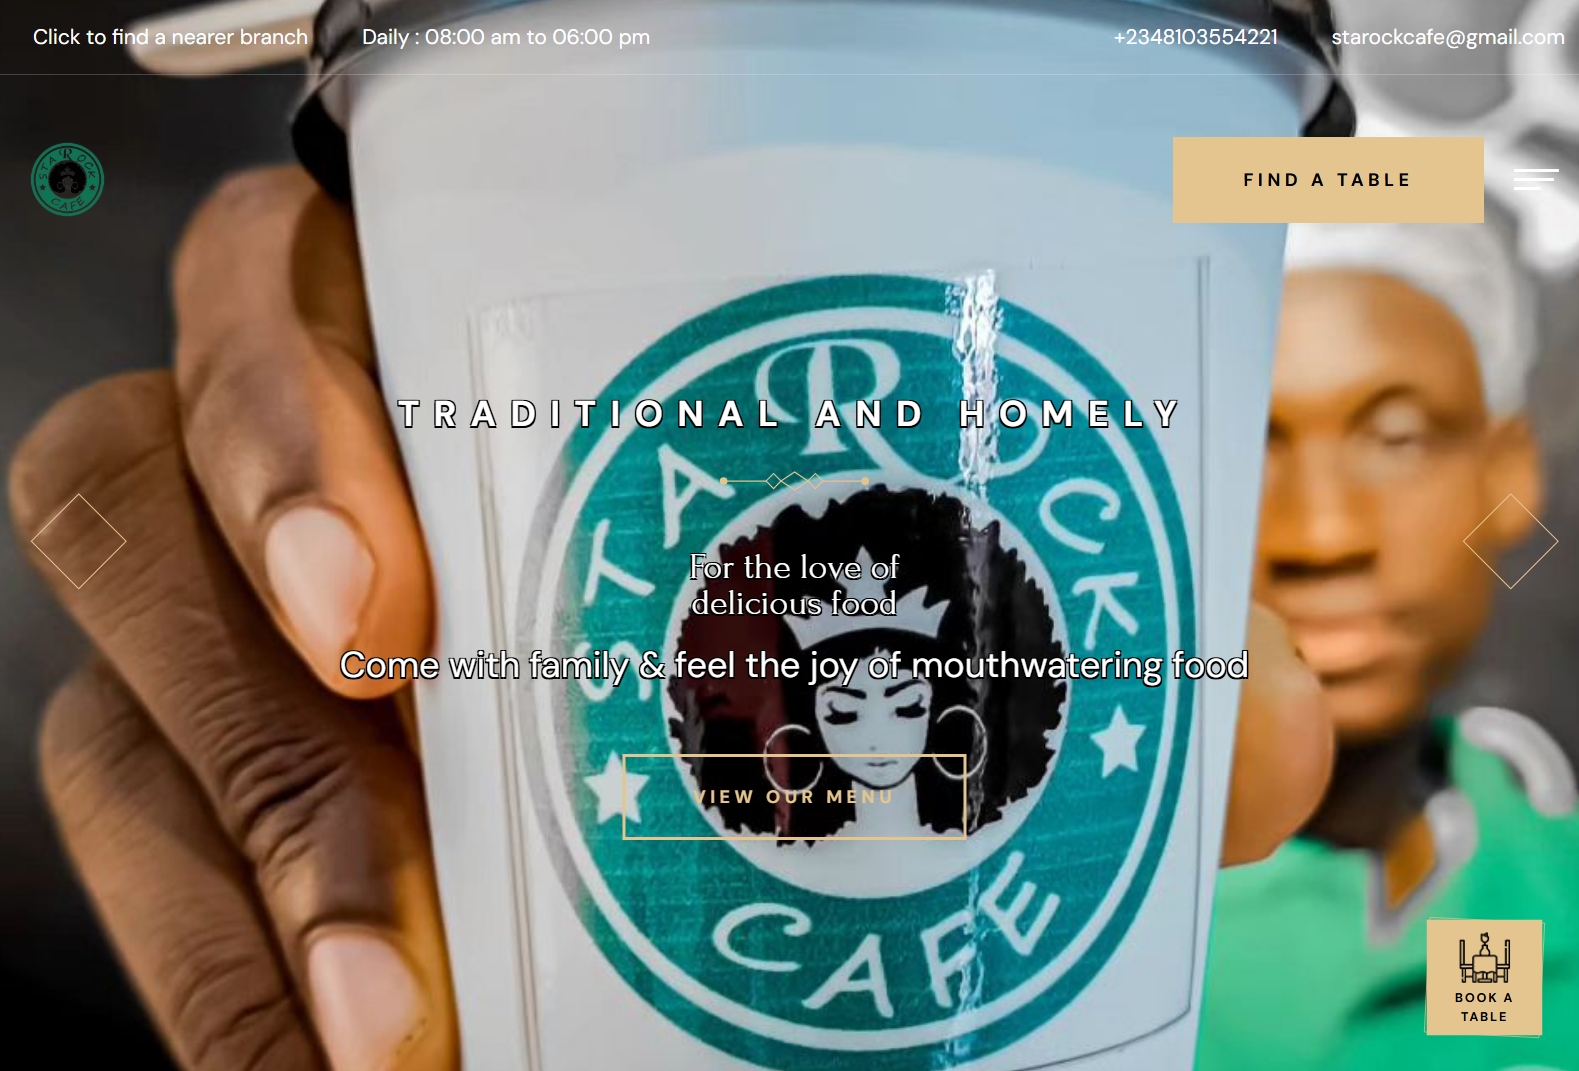 Click to find a nearer branch
Daily : 08:00 am to 06:00 pm
+2348103554221
starockcafe@gmail.com
STAROCK
CAFE
FIND A TABLE
TRADITIONAL AND HOMELY
STAROCK
For the love of
delicious food
Come with family & feel the joy of mouthwatering food
VIEW OUR MENU
CAFE
BOOK A
TABLE